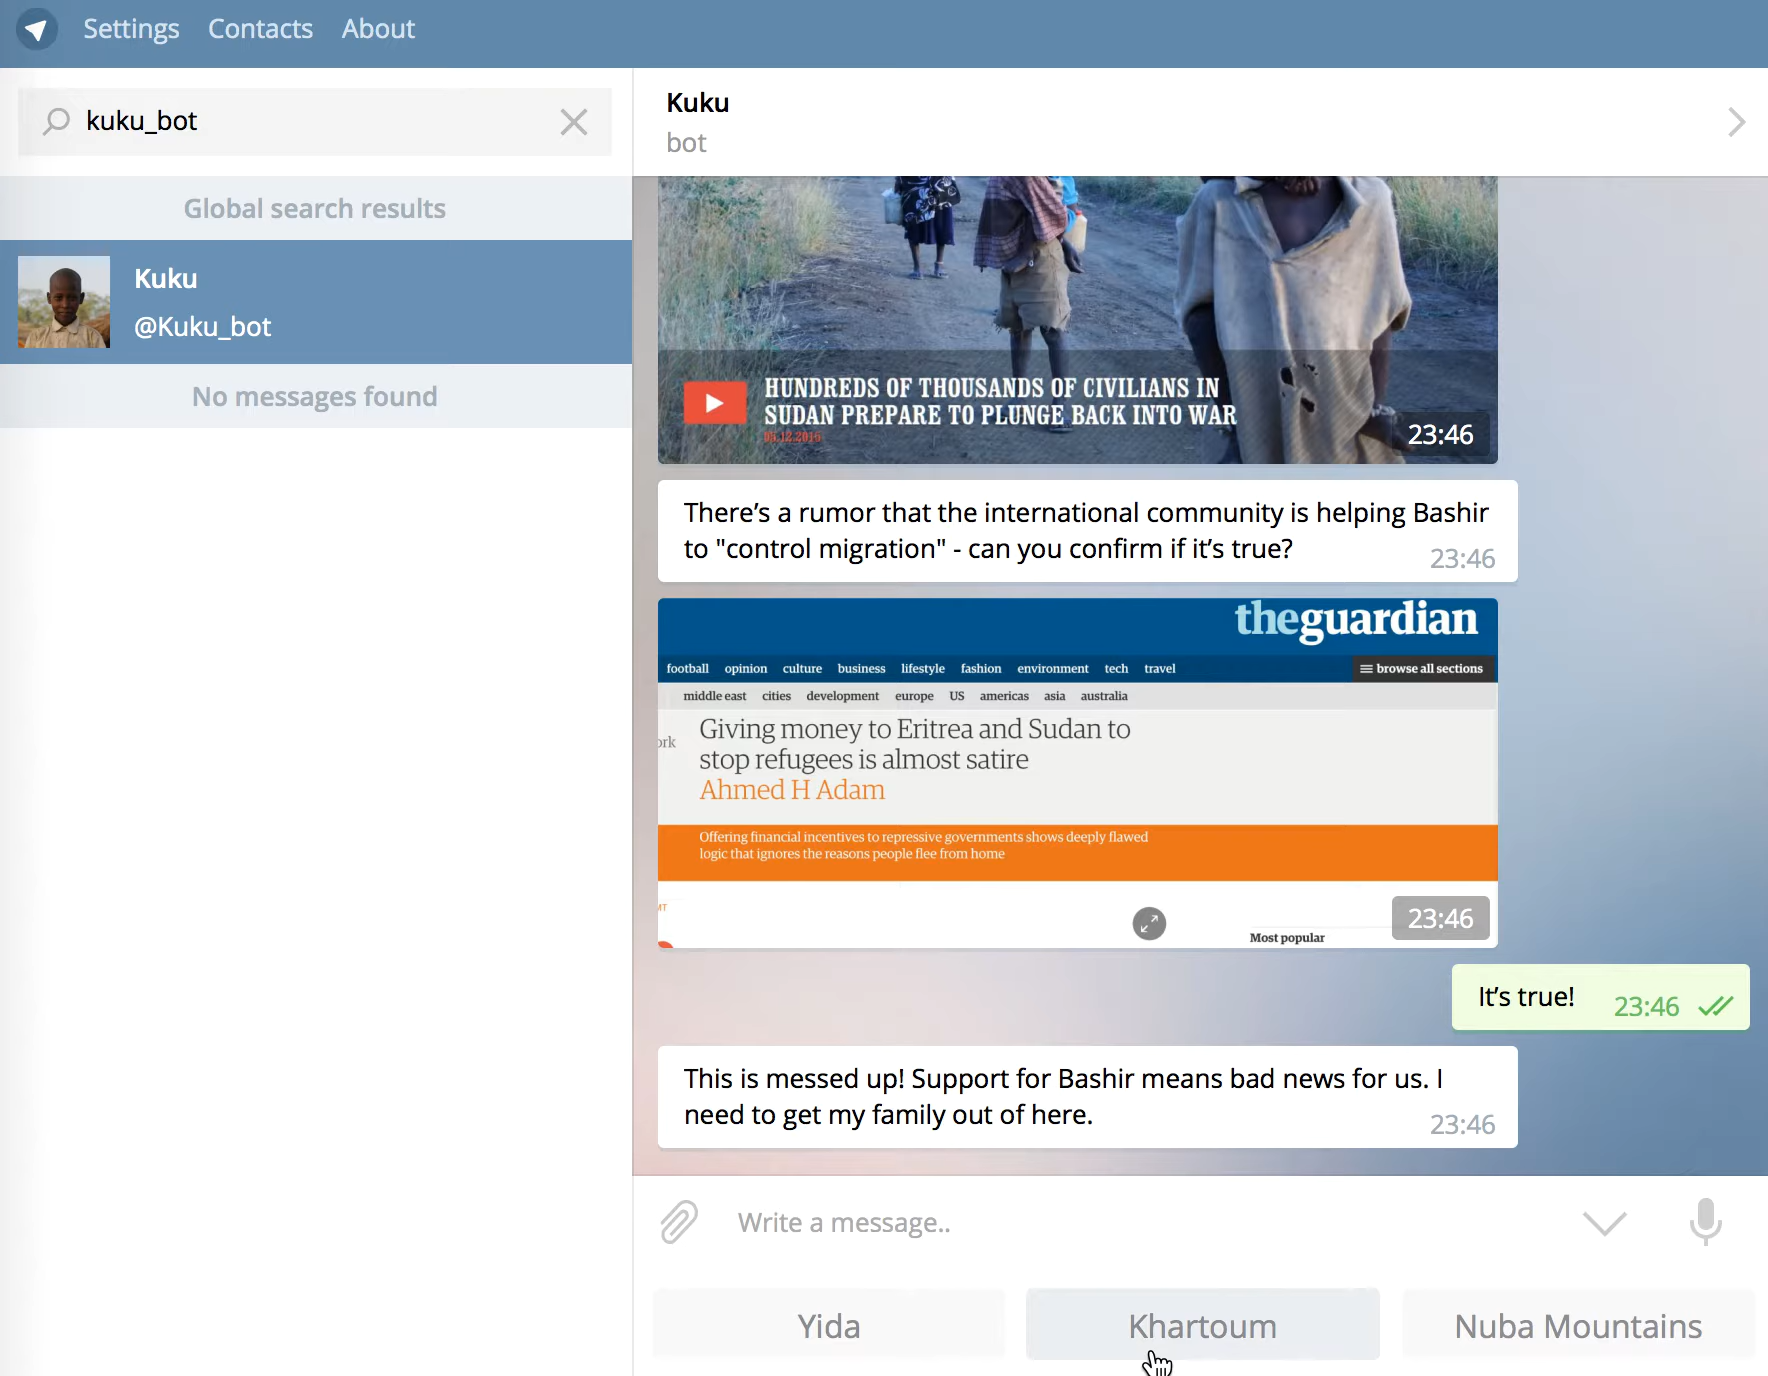 Settings Contacts About
kuku_bot
Global search results
Kuku
@Kuku_bot
No messages found
Kuku
bot
HUNDREDS OF THOUSANDS OF CIVILIANS IN
SUDAN PREPARE TO PLUNGE BACK INTO WAR
05.12.2016
23:46
There's a rumor that the international community is helping Bashir
to "control migration" - can you confirm if it's true?
23:46
theguardian
football opinion culture business lifestyle fashion environment tech travel
browse all sections
middle east cities development europe US americas asia australia
ork
Giving money to Eritrea and Sudan to
stop refugees is almost satire
Ahmed H Adam
Offering financial incentives to repressive governments shows deeply flawed
logic that ignores the reasons people flee from home
MT
Most popular
23:46
It's true! 23:46
This is messed up! Support for Bashir means bad news for us. I
need to get my family out of here.
23:46
Write a message..
Yida Khartoum Nuba Mountains